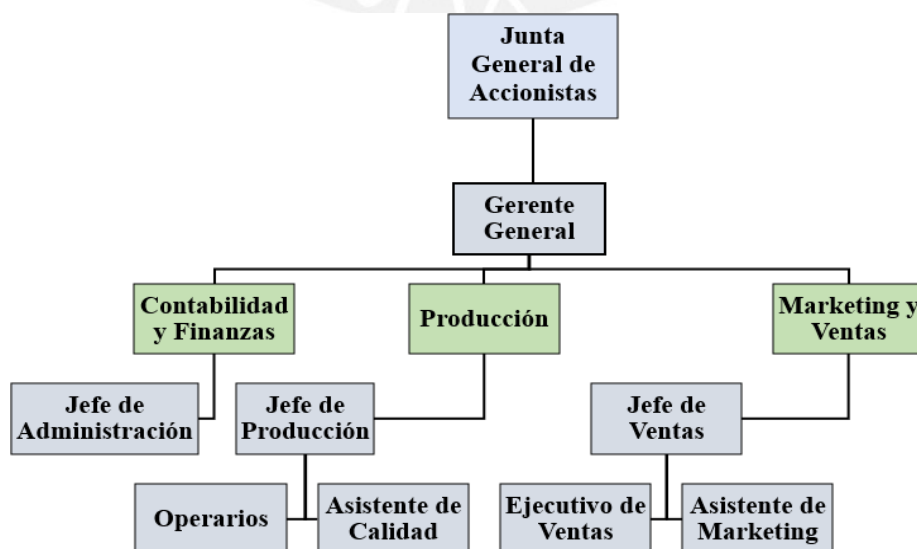 Junta
General de
Accionistas
Gerente
General
Contabilidad
y Finanzas
Producción
Marketing y
Ventas
Jefe de
Administración
Jefe de
Producción
Jefe de
Ventas
Operarios
Asistente de
Calidad
Ejecutivo de
Ventas
Asistente de
Marketing